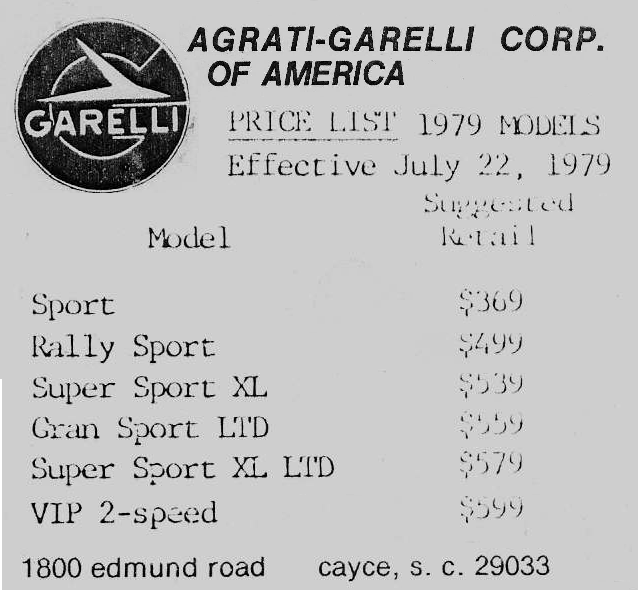 GARELLI
AGRATI-GARELLI CORP.
OF AMERICA
PRICE LIST 1979 MODELS
Effective July 22, 1979
Suggested
Model Retail
Sport $369
Rally Sport $499
Super Sport XL $539
Gran Sport LTD $559
Super Sport XL LTD $579
VIP 2-speed $599
1800 edmund road cayce, s. c. 29033